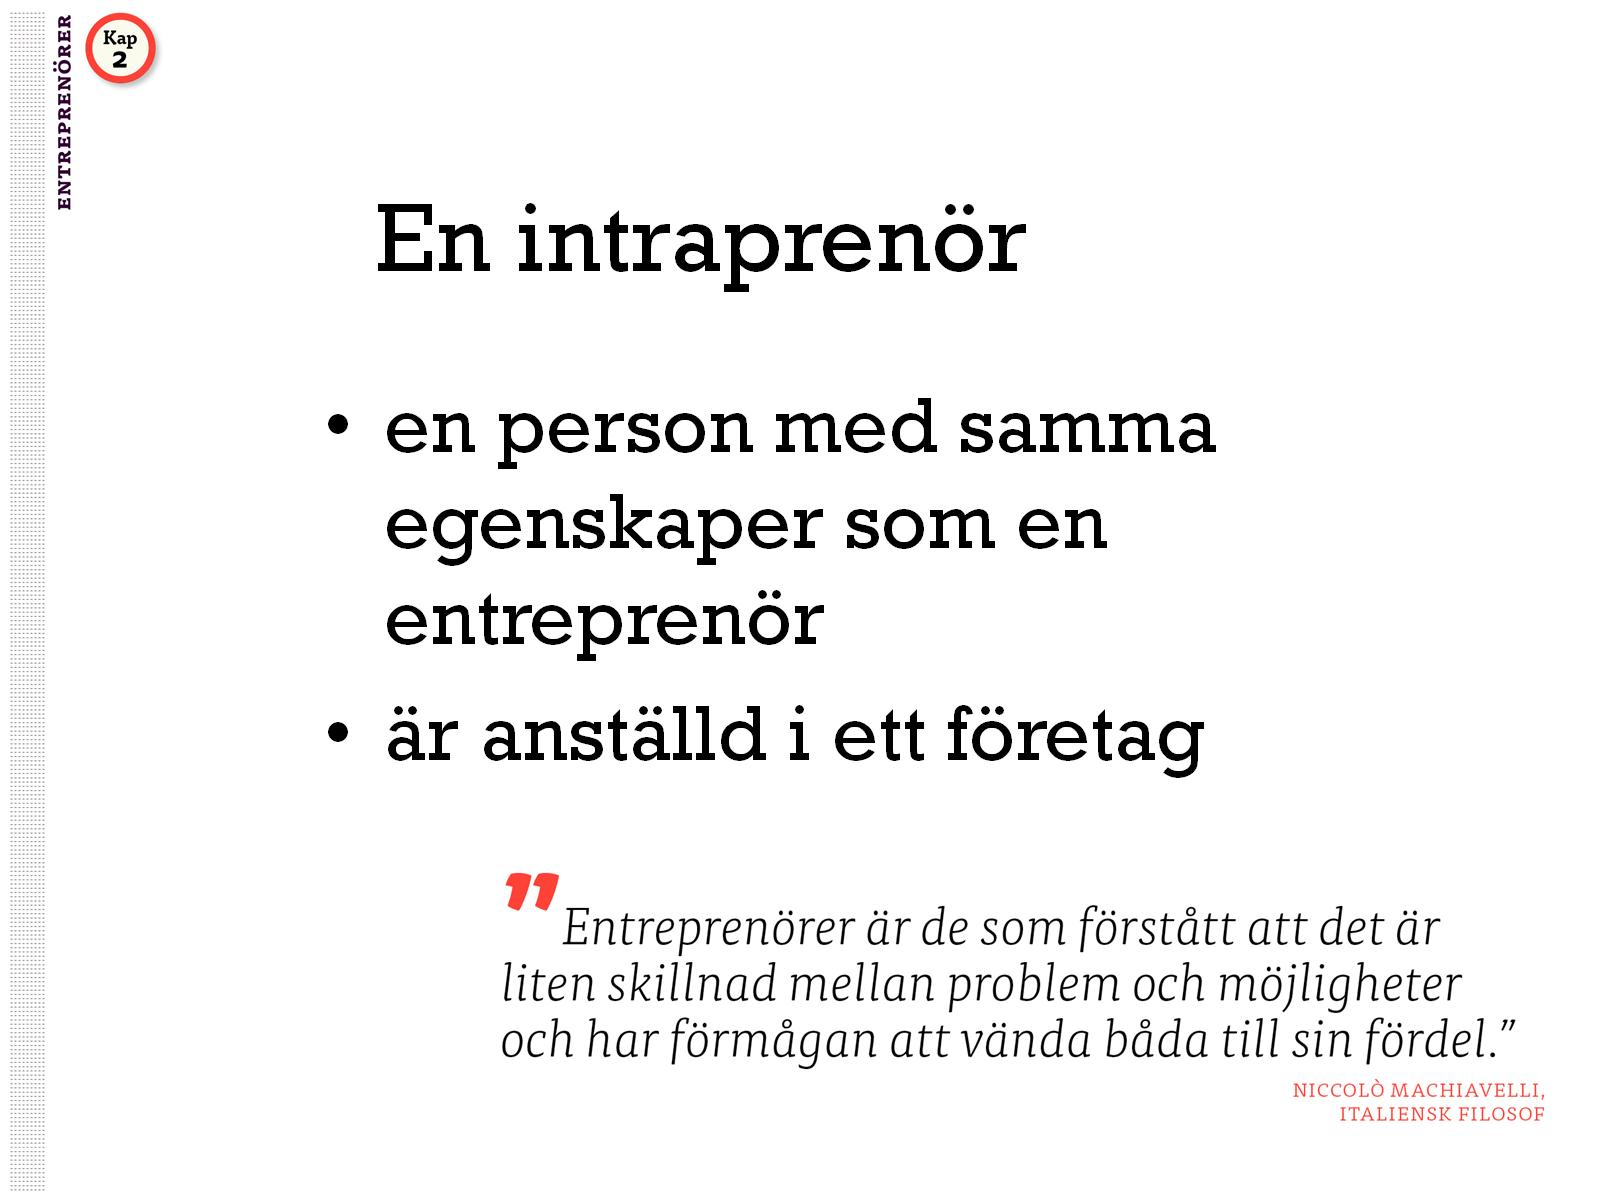 ENTREPRENÖRER
Kap
2
En intraprenör
• en person med samma
egenskaper som en
entreprenör
• är anställd i ett företag
”Entreprenörer är de som förstått att det är
liten skillnad mellan problem och möjligheter
och har förmågan att vända båda till sin fördel.”
NICCOLÒ MACHIAVELLI,
ITALIENSK FILOSOF